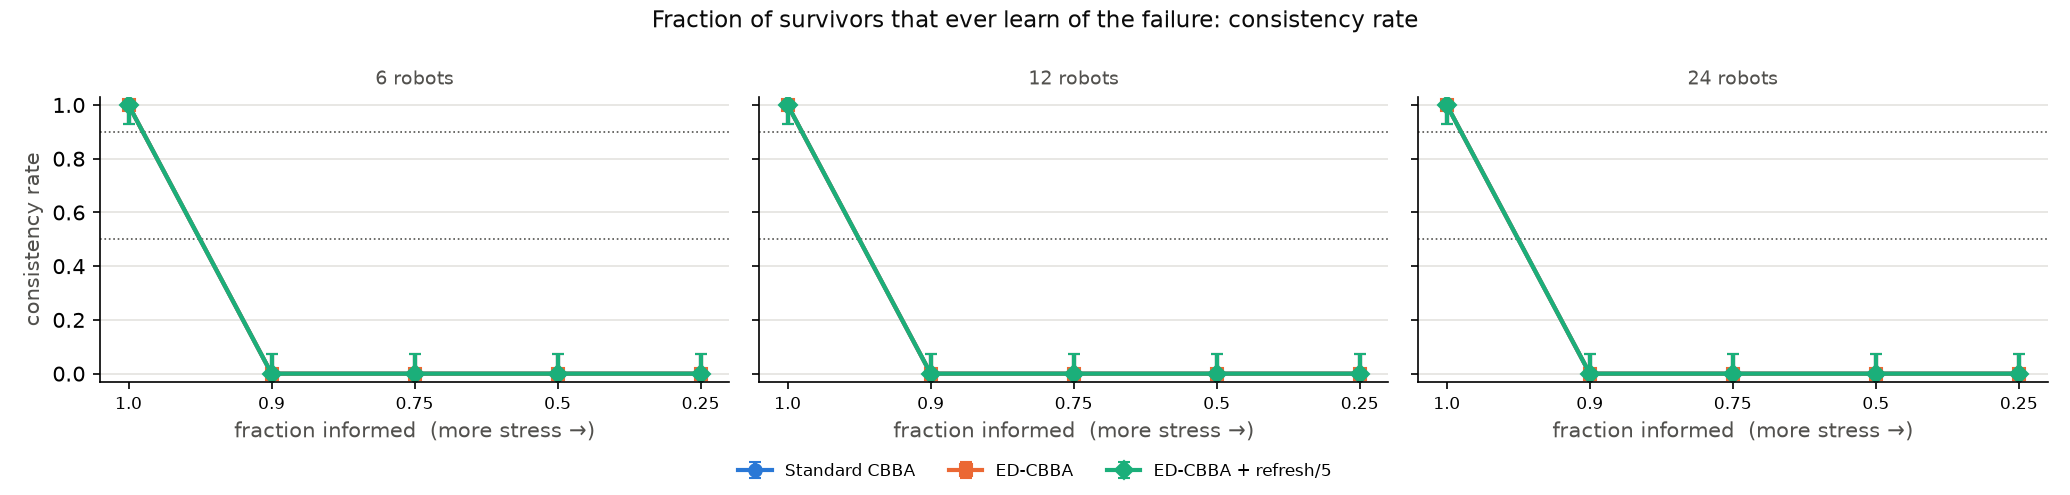 Fraction of survivors that ever learn of the failure: consistency rate
6 robots
12 robots
24 robots
consistency rate
1.0
0.8
0.6
0.4
0.2
0.0
1.0 0.9 0.75 0.5 0.25
1.0 0.9 0.75 0.5 0.25
1.0 0.9 0.75 0.5 0.25
fraction informed (more stress →)
fraction informed (more stress →)
fraction informed (more stress →)
Standard CBBA
ED-CBBA
ED-CBBA + refresh/5